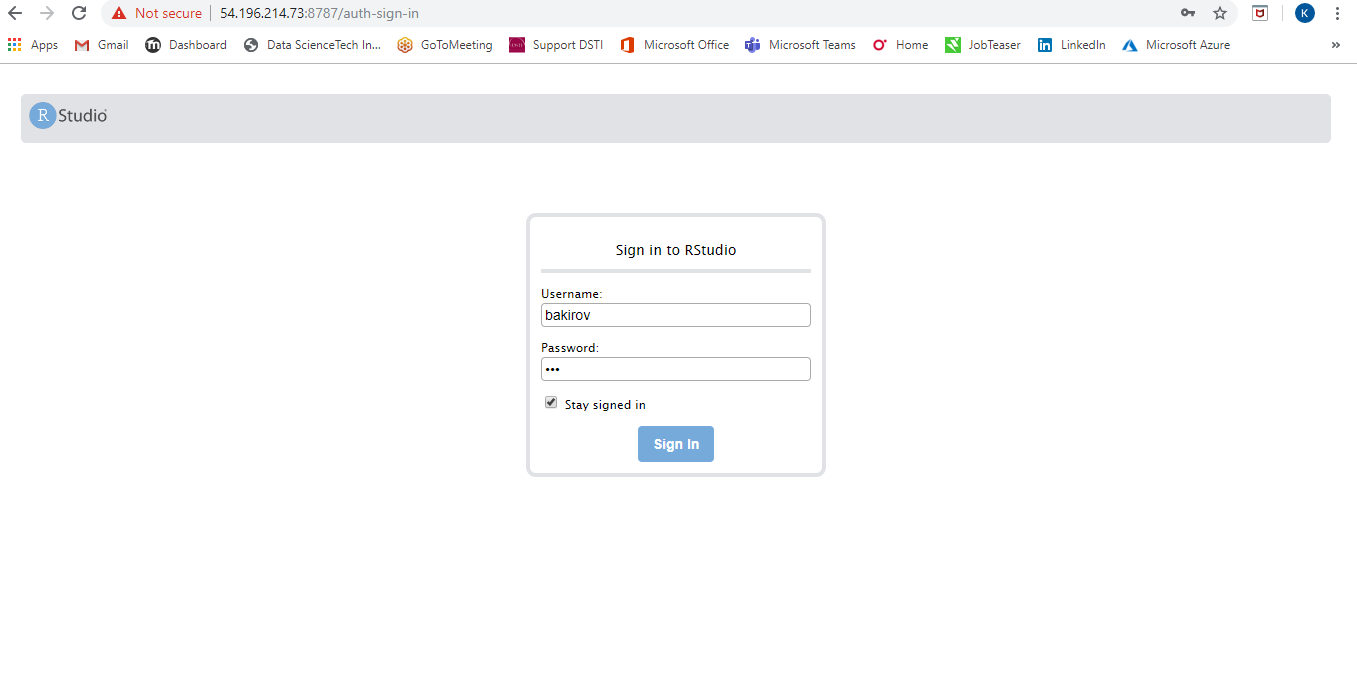 Not secure | 54.196.214.73:8787/auth-sign-in K
Apps Gmail Dashboard Data ScienceTech In... GoToMeeting Support DSTI Microsoft Office Microsoft Teams Home JobTeaser LinkedIn Microsoft Azure »
R Studio
Sign in to RStudio
Username:
bakirov
Password:
•••
Stay signed in
Sign In